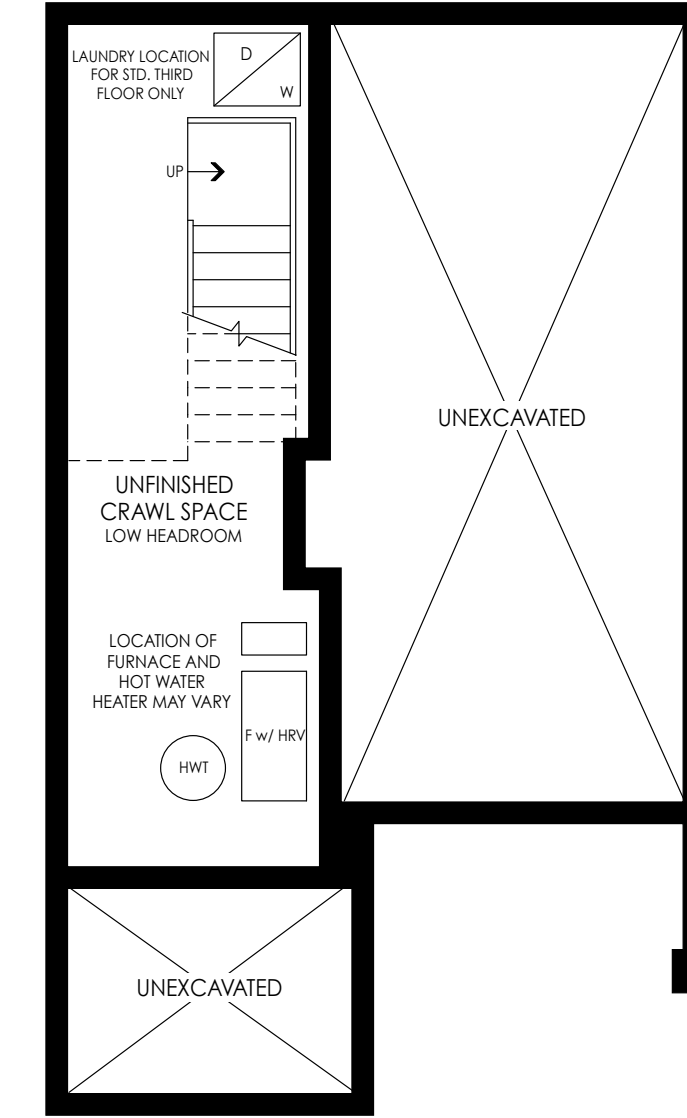 LAUNDRY LOCATION
FOR STD. THIRD
FLOOR ONLY
D
W
UP
UNEXCAVATED
UNFINISHED
CRAWL SPACE
LOW HEADROOM
LOCATION OF
FURNACE AND
HOT WATER
HEATER MAY VARY
F w/ HRV
HWT
UNEXCAVATED